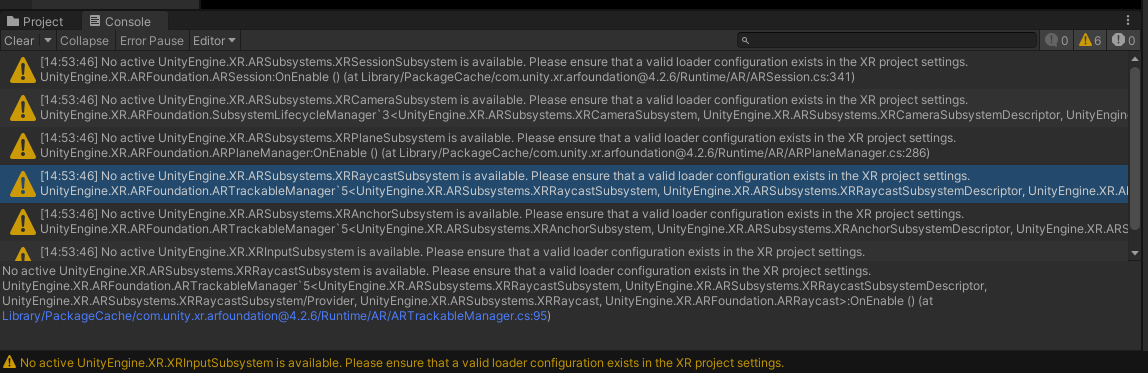 Project
Console
Clear
Collapse
Error Pause
Editor
0
6
0
[14:53:46] No active UnityEngine.XR.ARSubsystems.XRSessionSubsystem is available. Please ensure that a valid loader configuration exists in the XR project settings.
UnityEngine.XR.ARFoundation.ARSession:OnEnable () (at Library/PackageCache/com.unity.xr.arfoundation@4.2.6/Runtime/AR/ARSession.cs:341)
[14:53:46] No active UnityEngine.XR.ARSubsystems.XRCameraSubsystem is available. Please ensure that a valid loader configuration exists in the XR project settings.
UnityEngine.XR.ARFoundation.SubsystemLifecycleManager`3<UnityEngine.XR.ARSubsystems.XRCameraSubsystem, UnityEngine.XR.ARSubsystems.XRCameraSubsystemDescriptor, UnityEngin
[14:53:46] No active UnityEngine.XR.ARSubsystems.XRPlaneSubsystem is available. Please ensure that a valid loader configuration exists in the XR project settings.
UnityEngine.XR.ARFoundation.ARPlaneManager:OnEnable () (at Library/PackageCache/com.unity.xr.arfoundation@4.2.6/Runtime/AR/ARPlaneManager.cs:286)
[14:53:46] No active UnityEngine.XR.ARSubsystems.XRRaycastSubsystem is available. Please ensure that a valid loader configuration exists in the XR project settings.
UnityEngine.XR.ARFoundation.ARTrackableManager`5<UnityEngine.XR.ARSubsystems.XRRaycastSubsystem, UnityEngine.XR.ARSubsystems.XRRaycastSubsystemDescriptor, UnityEngine.XR.AR
[14:53:46] No active UnityEngine.XR.ARSubsystems.XRAnchorSubsystem is available. Please ensure that a valid loader configuration exists in the XR project settings.
UnityEngine.XR.ARFoundation.ARTrackableManager`5<UnityEngine.XR.ARSubsystems.XRAnchorSubsystem, UnityEngine.XR.ARSubsystems.XRAnchorSubsystemDescriptor, UnityEngine.XR.ARS
[14:53:46] No active UnityEngine.XR.XRInputSubsystem is available. Please ensure that a valid loader configuration exists in the XR project settings.
No active UnityEngine.XR.ARSubsystems.XRRaycastSubsystem is available. Please ensure that a valid loader configuration exists in the XR project settings.
UnityEngine.XR.ARFoundation.ARTrackableManager`5<UnityEngine.XR.ARSubsystems.XRRaycastSubsystem, UnityEngine.XR.ARSubsystems.XRRaycastSubsystemDescriptor,
UnityEngine.XR.ARSubsystems.XRRaycastSubsystem/Provider, UnityEngine.XR.ARSubsystems.XRRaycast, UnityEngine.XR.ARFoundation.ARRaycast>:OnEnable () (at
Library/PackageCache/com.unity.xr.arfoundation@4.2.6/Runtime/AR/ARTrackableManager.cs:95)
No active UnityEngine.XR.XRInputSubsystem is available. Please ensure that a valid loader configuration exists in the XR project settings.